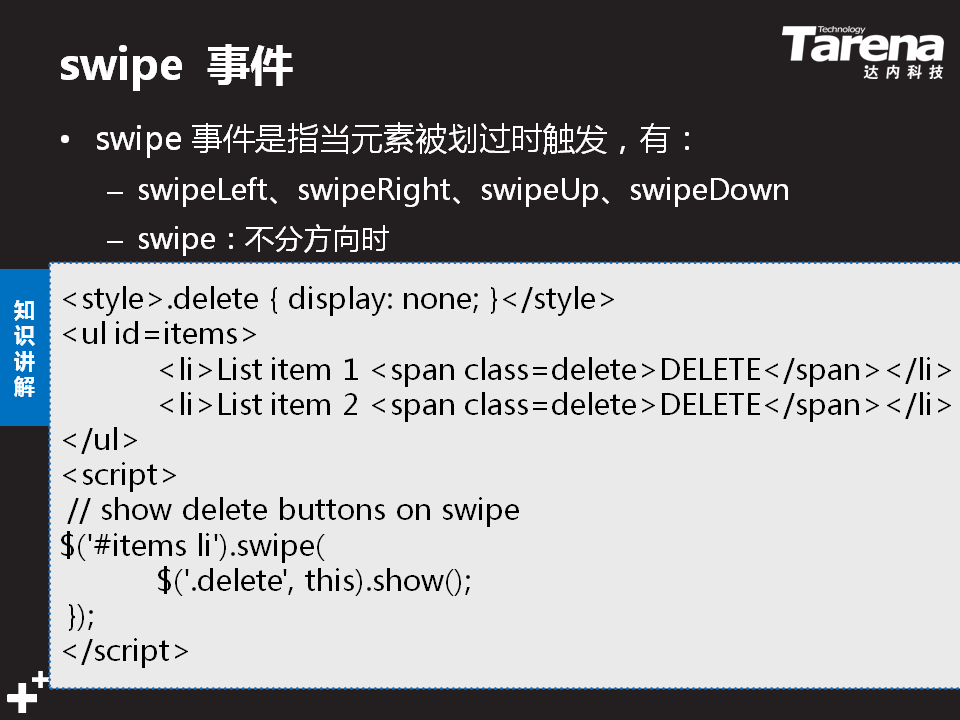 swipe 事件
Technology
Tarena
达内科技
• swipe 事件是指当元素被划过时触发，有：
– swipeLeft、swipeRight、swipeUp、swipeDown
– swipe：不分方向时
知识讲解
<style>.delete { display: none; }</style>
<ul id=items>
<li>List item 1 <span class=delete>DELETE</span></li>
<li>List item 2 <span class=delete>DELETE</span></li>
</ul>
<script>
// show delete buttons on swipe
$('#items li').swipe(
$('.delete', this).show();
});
</script>